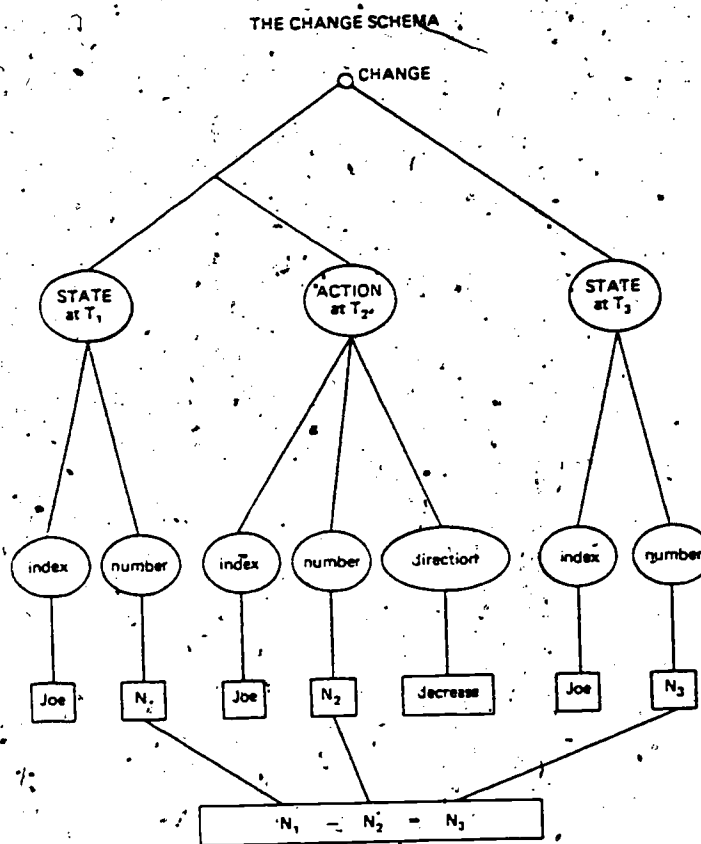 THE CHANGE SCHEMA
CHANGE
STATE
at T₁
ACTION
at T₂
STATE
at T₃
index
number
index
number
direction
index
number
Joe
N
Joe
N₂
decrease
Joe
N₃
N₁ – N₂ = N₃